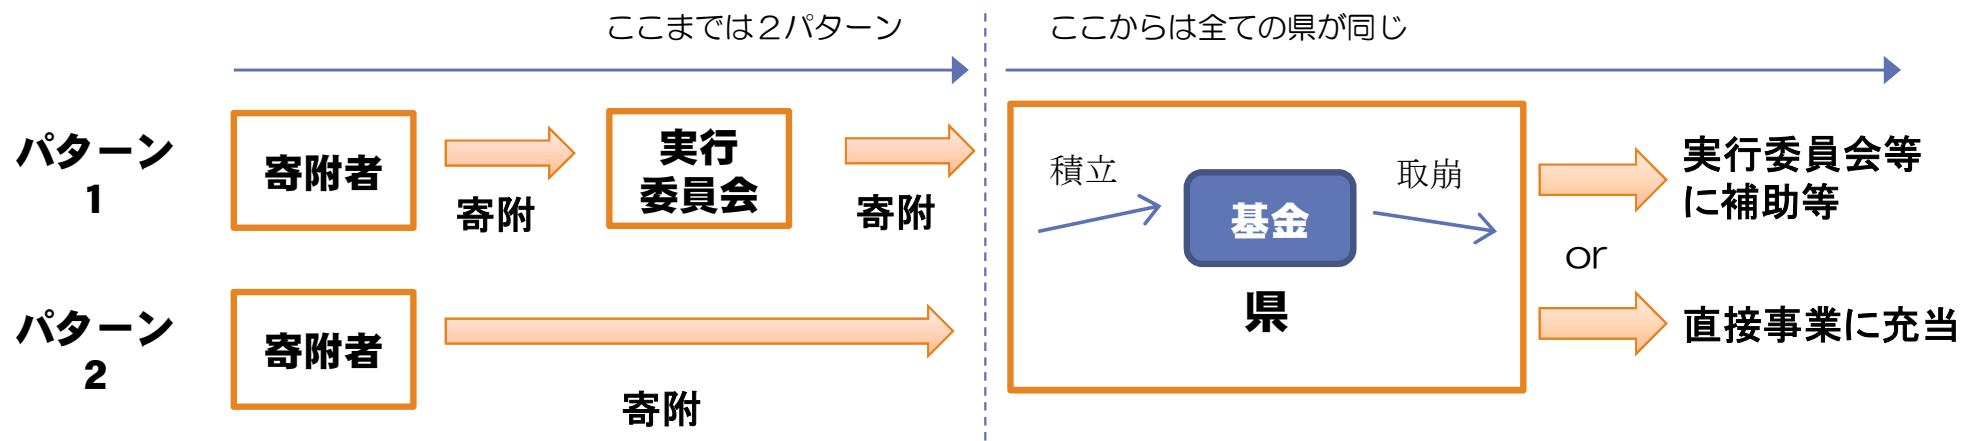 ここまでは２パターン
ここからは全ての県が同じ
パターン
1
寄附者
寄附
実行
委員会
寄附
積立
基金
取崩
県
実行委員会等
に補助等
or
直接事業に充当
パターン
2
寄附者
寄附